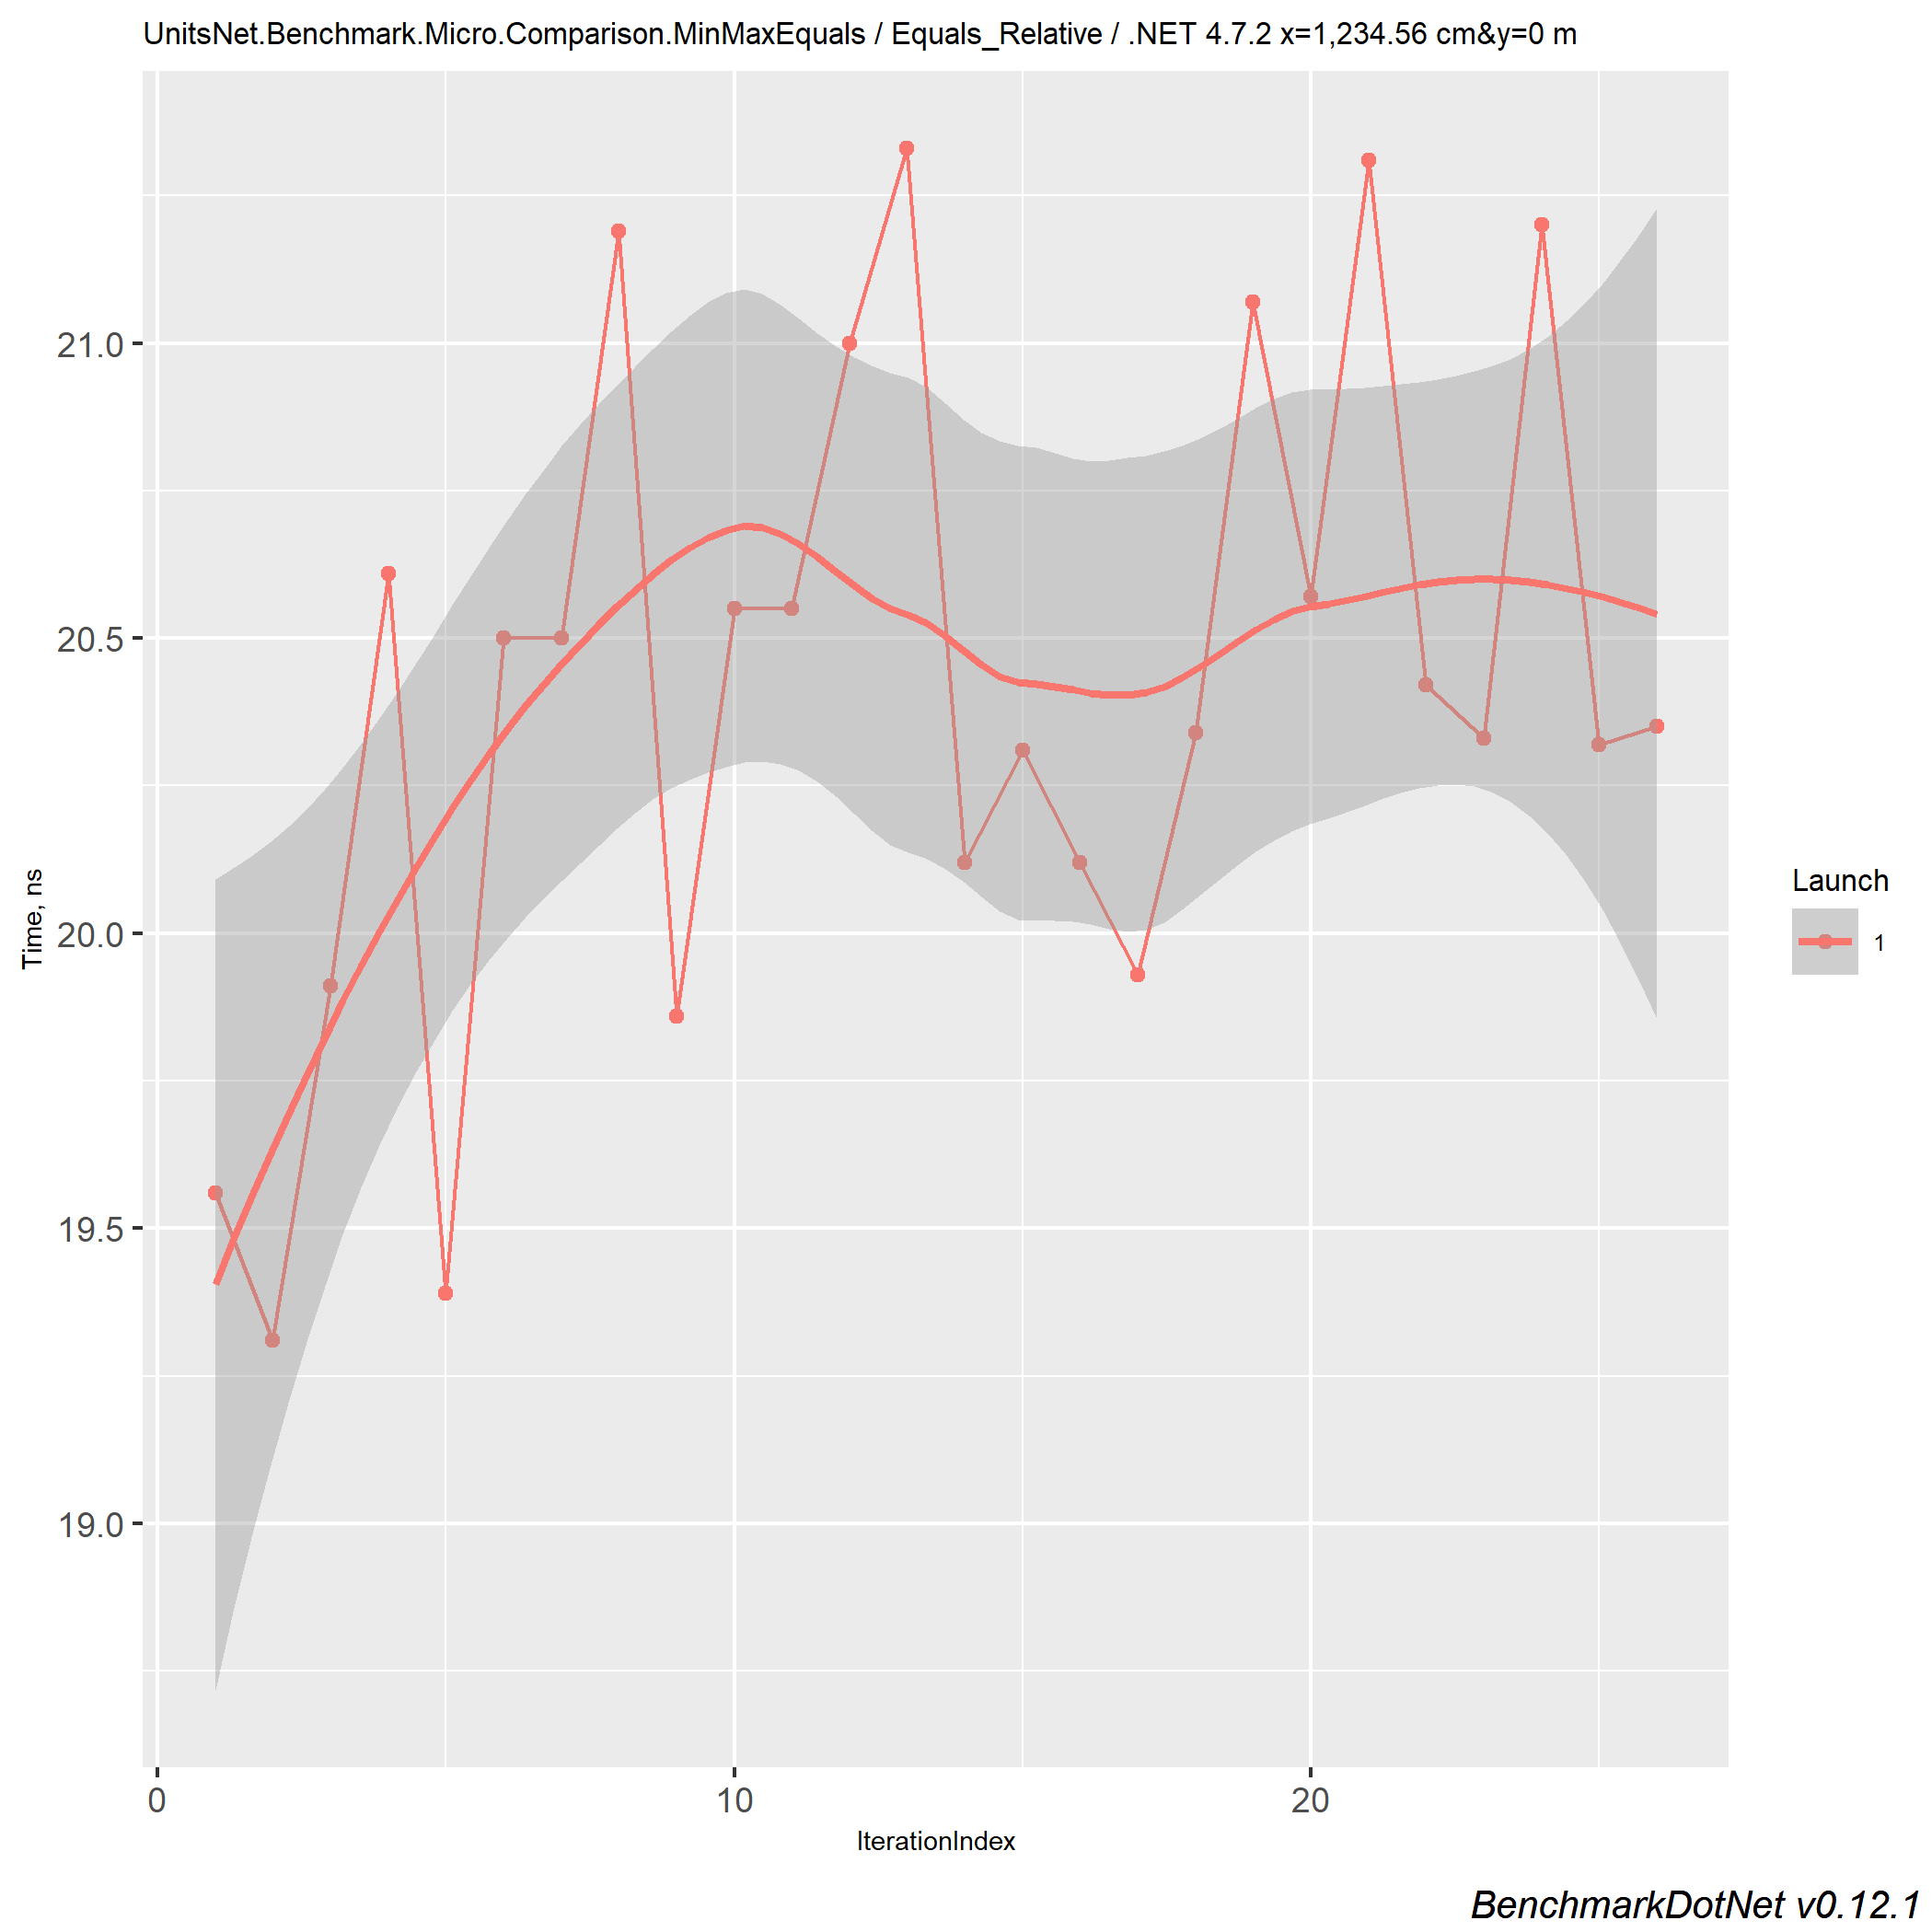 UnitsNet.Benchmark.Micro.Comparison.MinMaxEquals / Equals_Relative / .NET 4.7.2 x=1,234.56 cm&y=0 m
21.0
20.5
20.0
19.5
19.0
Time, ns
0 10 20
IterationIndex
Launch
1
BenchmarkDotNet v0.12.1